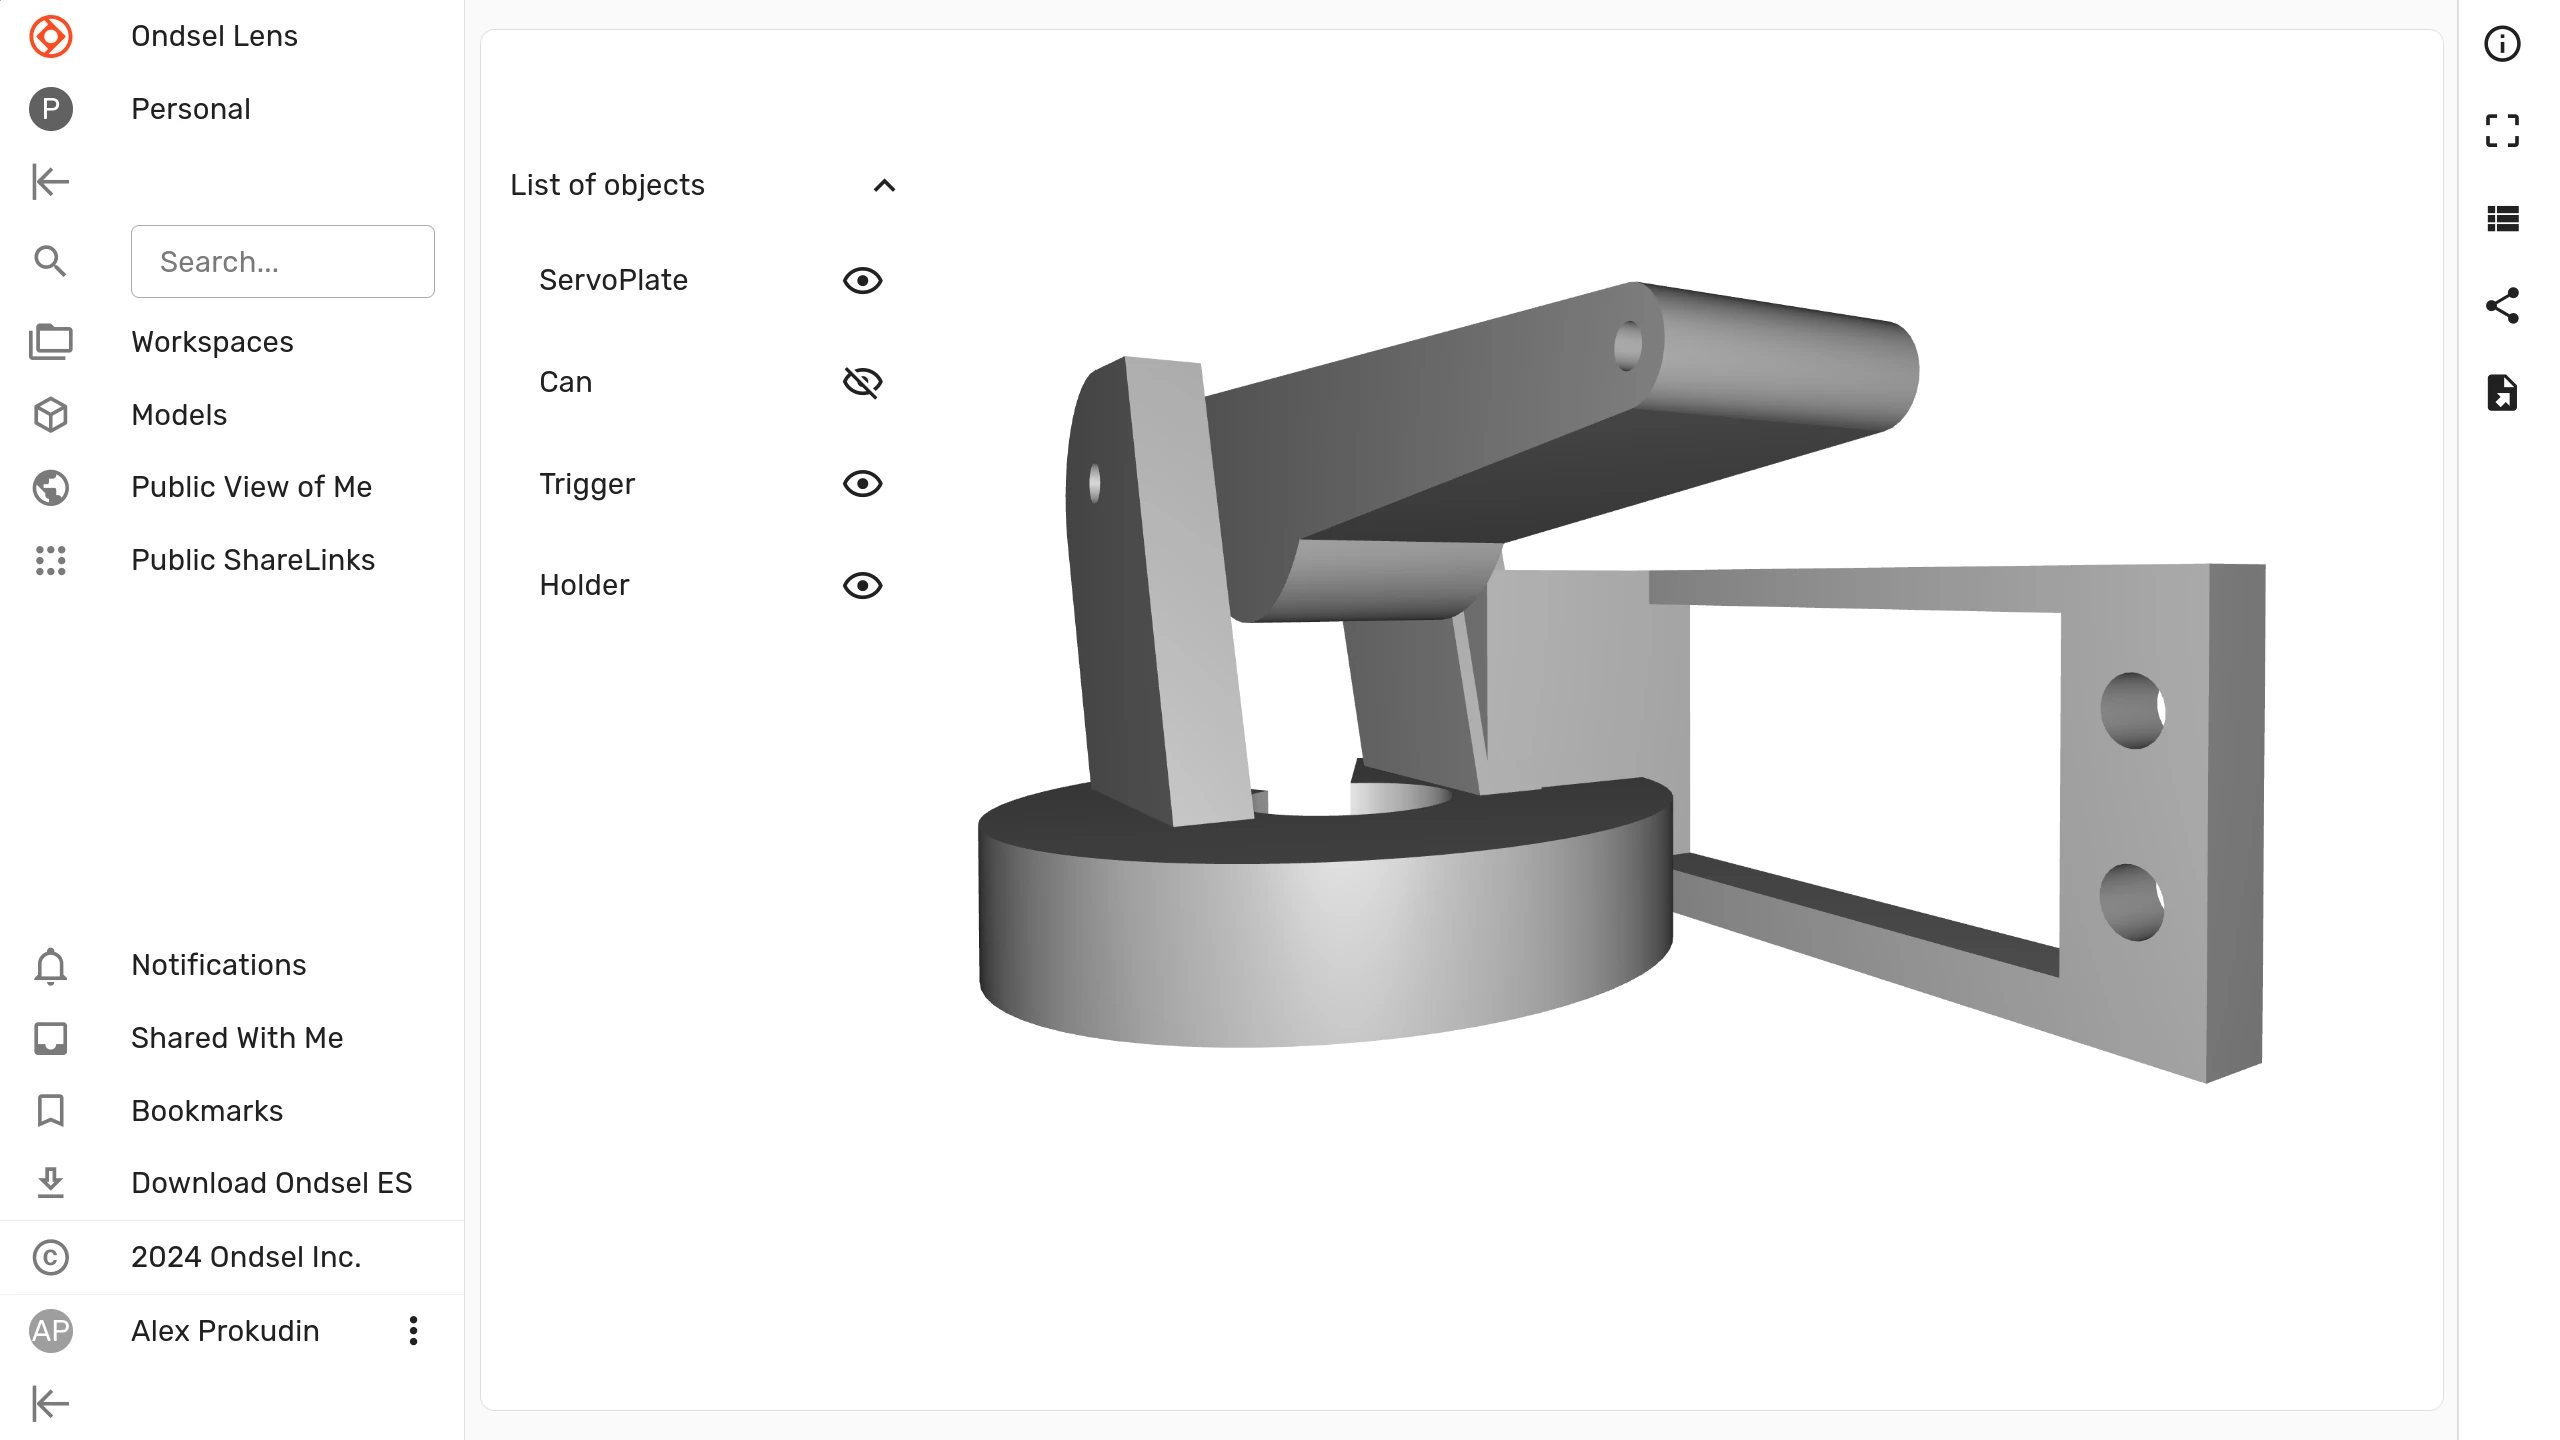 Ondsel Lens
P
Personal
Search...
Workspaces
Models
Public View of Me
Public ShareLinks
Notifications
Shared With Me
Bookmarks
Download Ondsel ES
© 2024 Ondsel Inc.
AP
Alex Prokudin
List of objects
ServoPlate
Can
Trigger
Holder